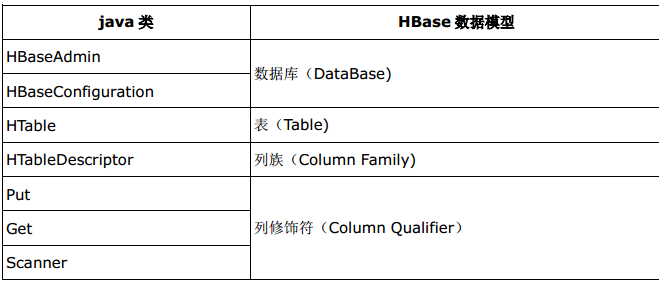 java 类
HBase 数据模型
HBaseAdmin
数据库（DataBase)
HBaseConfiguration
HTable
表（Table)
HTableDescriptor
列族（Column Family)
Put
Get
列修饰符（Column Qualifier）
Scanner